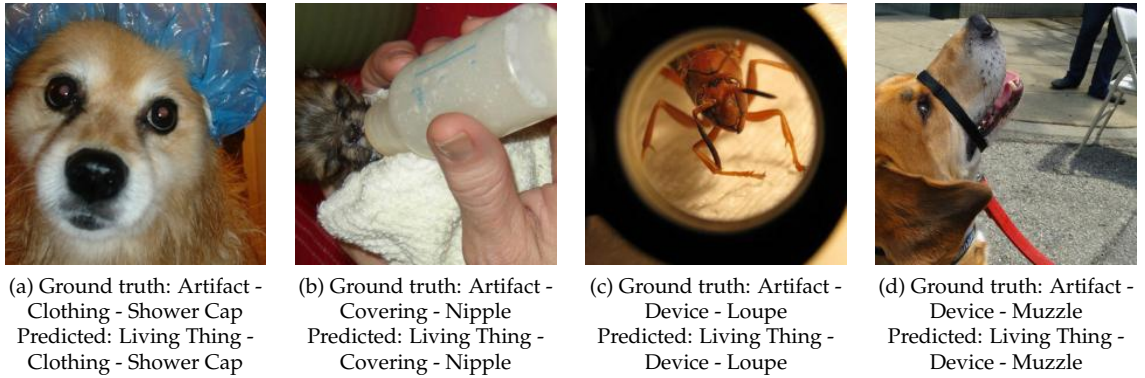 (a) Ground truth: Artifact -
Clothing - Shower Cap
Predicted: Living Thing -
Clothing - Shower Cap
(b) Ground truth: Artifact -
Covering - Nipple
Predicted: Living Thing -
Covering - Nipple
(c) Ground truth: Artifact -
Device - Loupe
Predicted: Living Thing -
Device - Loupe
(d) Ground truth: Artifact -
Device - Muzzle
Predicted: Living Thing -
Device - Muzzle